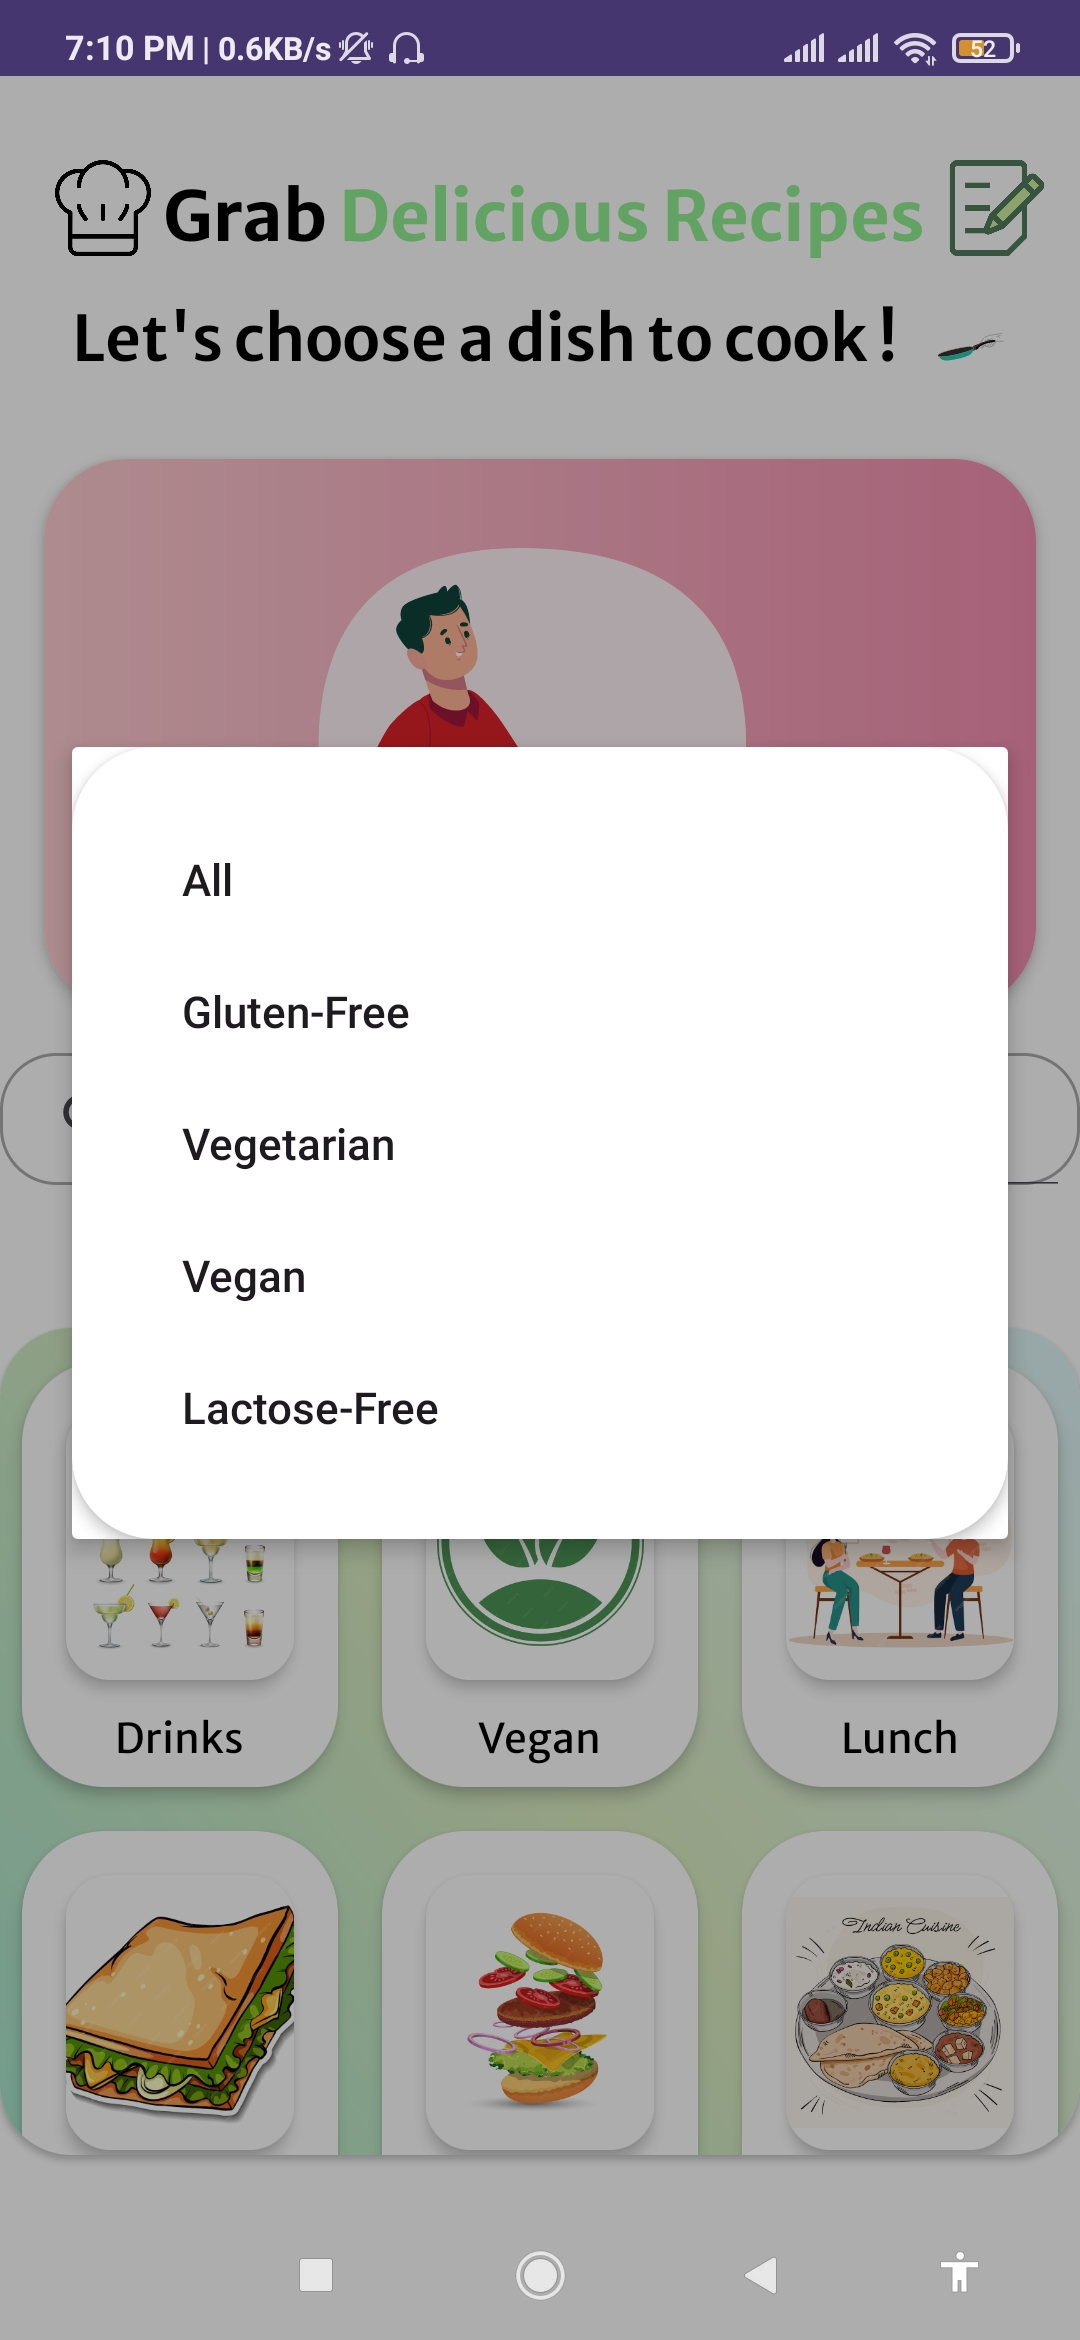 7:10 PM | 0.6KB/s
52
Grab Delicious Recipes
Let's choose a dish to cook !
All
Gluten-Free
Vegetarian
Vegan
Lactose-Free
Drinks
Vegan
Lunch
Indian Cuisine